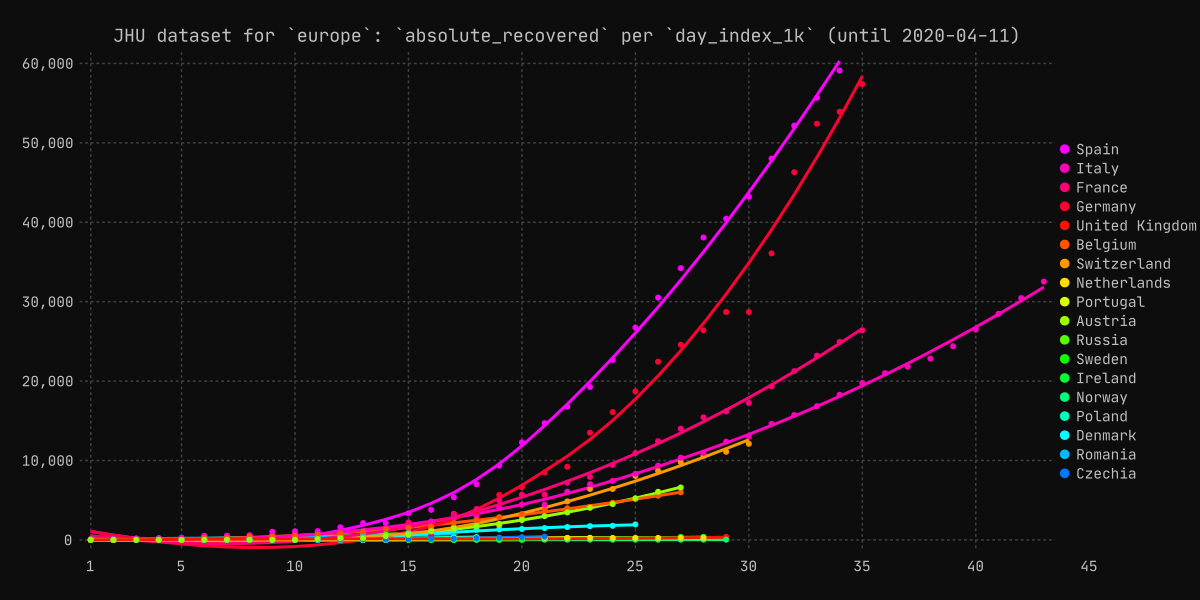 JHU dataset for `europe`: `absolute_recovered` per `day_index_1k` (until 2020-04-11)
60,000
50,000
40,000
30,000
20,000
10,000
0
1 5 10 15 20 25 30 35 40 45
Spain
Italy
France
Germany
United Kingdom
Belgium
Switzerland
Netherlands
Portugal
Austria
Russia
Sweden
Ireland
Norway
Poland
Denmark
Romania
Czechia